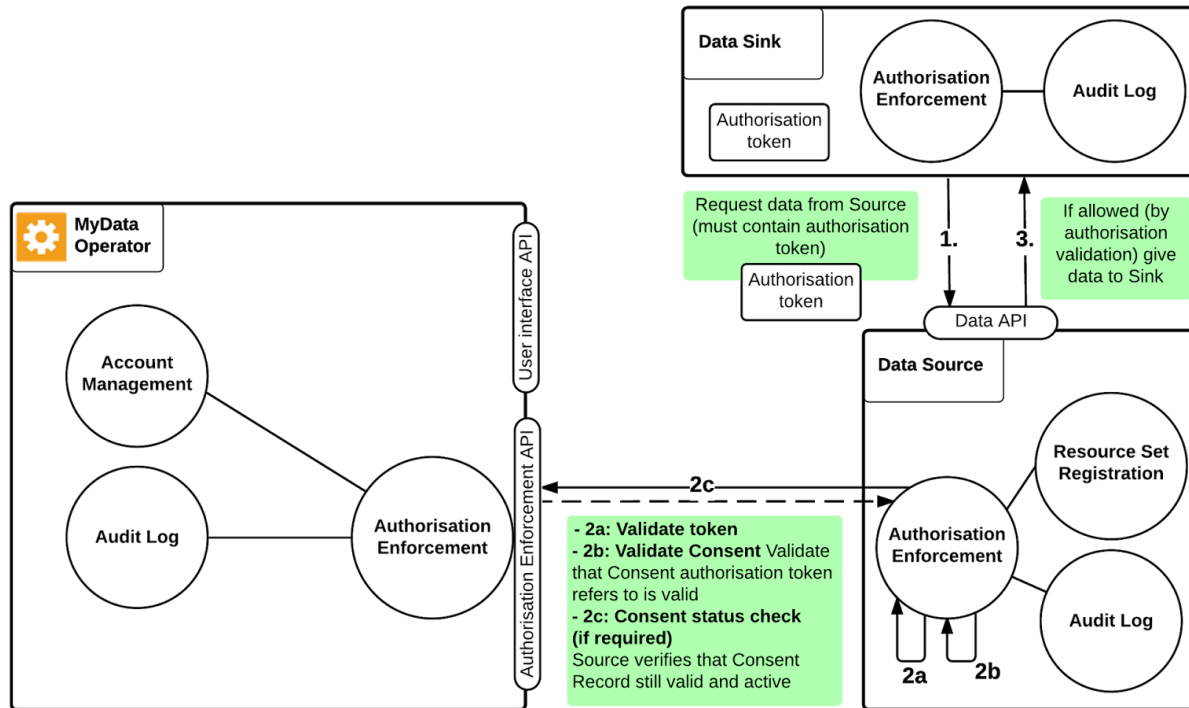 Data Sink
Authorisation
Enforcement
Audit Log
Authorisation
token
Request data from Source
(must contain authorisation
token)
Authorisation
token
1.
3.
If allowed (by
authorisation
validation) give
data to Sink
MyData
Operator
User interface API
Account
Management
Audit Log
Authorisation
Enforcement
Authorisation Enforcement API
2c
- 2a: Validate token
- 2b: Validate Consent Validate
that Consent authorisation token
refers to is valid
- 2c: Consent status check
(if required)
Source verifies that Consent
Record still valid and active
Data API
Data Source
Resource Set
Registration
Authorisation
Enforcement
Audit Log
2a
2b